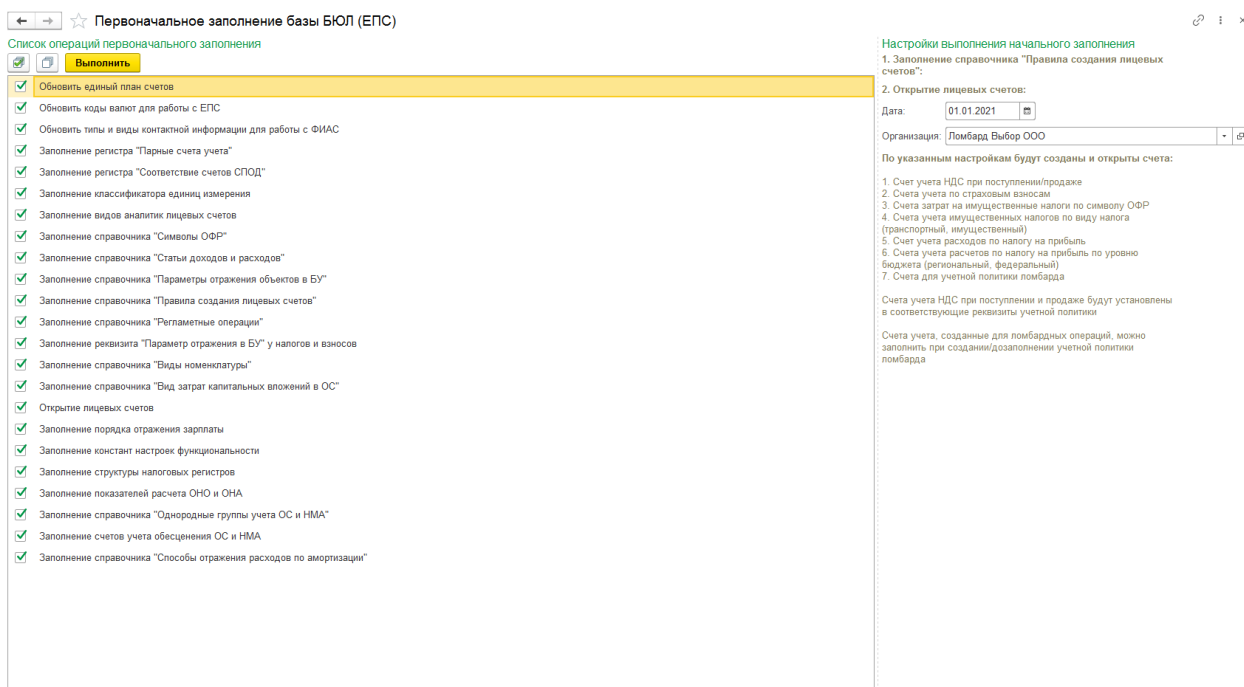 Первоначальное заполнение базы БЮЛ (ЕПС)
Список операций первоначального заполнения
Выполнить
Обновить единый план счетов
Обновить коды валют для работы с ЕПС
Обновить типы и виды контактной информации для работы с ФИАС
Заполнение регистра "Парные счета учета"
Заполнение регистра "Соответствие счетов СПОД"
Заполнение классификатора единиц измерения
Заполнение видов аналитик лицевых счетов
Заполнение справочника "Символы ОФР"
Заполнение справочника "Статьи доходов и расходов"
Заполнение справочника "Параметры отражения объектов в БУ"
Заполнение справочника "Правила создания лицевых счетов"
Заполнение справочника "Регламетные операции"
Заполнение реквизита "Параметр отражения в БУ" у налогов и взносов
Заполнение справочника "Виды номенклатуры"
Заполнение справочника "Вид затрат капитальных вложений в ОС"
Открытие лицевых счетов
Заполнение порядка отражения зарплаты
Заполнение констант настроек функциональности
Заполнение структуры налоговых регистров
Заполнение показателей расчета ОНО и ОНА
Заполнение справочника "Однородные группы учета ОС и НМА"
Заполнение счетов учета обесценения ОС и НМА
Заполнение справочника "Способы отражения расходов по амортизации"
Настройки выполнения начального заполнения
1. Заполнение справочника "Правила создания лицевых
счетов":
2. Открытие лицевых счетов:
Дата: 01.01.2021
Организация: Ломбард Выбор ООО
По указанным настройкам будут созданы и открыты счета:
1. Счет учета НДС при поступлении/продаже
2. Счета учета по страховым взносам
3. Счета затрат на имущественные налоги по символу ОФР
4. Счета учета имущественных налогов по виду налога
(транспортный, имущественный)
5. Счет учета расходов по налогу на прибыль
6. Счета учета расчетов по налогу на прибыль по уровню
бюджета (региональный, федеральный)
7. Счета для учетной политики ломбарда
Счета учета НДС при поступлении и продаже будут установлены
в соответствующие реквизиты учетной политики
Счета учета, созданные для ломбардных операций, можно
заполнить при создании/дозаполнении учетной политики
ломбарда